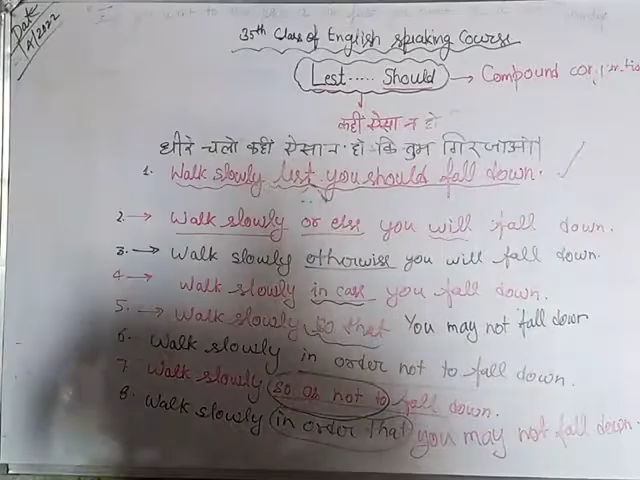 Date
35th Class of English Speaking Course
Lest..... Should → Compound
कहीं ऐसा न हो
धीरे चलो कहीं ऐसा न हो कि तुम गिर जाओ।
1. Walk slowly lest you should fall down.
2. → Walk slowly or else you will fall down.
3. → Walk slowly otherwise you will fall down.
4 → Walk slowly in case you fall down.
5. → Walk slowly so that You may not fall down
6. Walk slowly in order not to fall down.
7 Walk slowly so as not to fall down.
8. Walk slowly in order that you may not fall down.